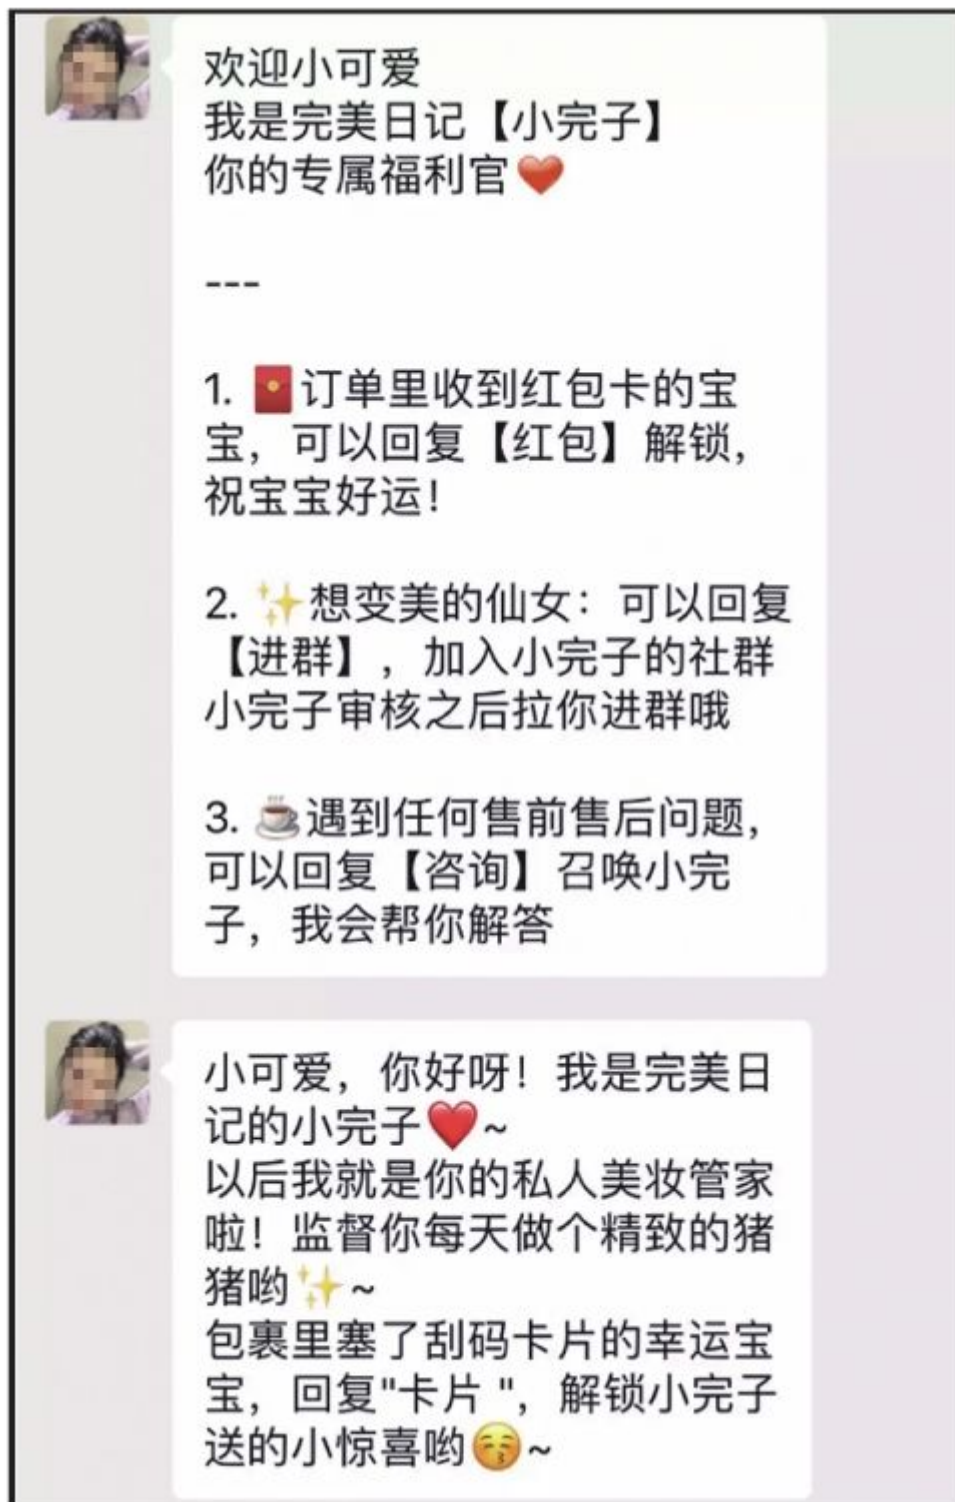 欢迎小可爱
我是完美日记【小完子】
你的专属福利官❤️
---
1. 🧧订单里收到红包卡的宝
宝，可以回复【红包】解锁，
祝宝宝好运！
2. ✨想变美的仙女：可以回复
【进群】，加入小完子的社群
小完子审核之后拉你进群哦
3. ☕遇到任何售前售后问题，
可以回复【咨询】召唤小完
子，我会帮你解答
小可爱，你好呀！我是完美日
记的小完子❤️~
以后我就是你的私人美妆管家
啦！监督你每天做个精致的猪
猪哟✨~
包裹里塞了刮码卡片的幸运宝
宝，回复"卡片 "，解锁小完子
送的小惊喜哟😚~